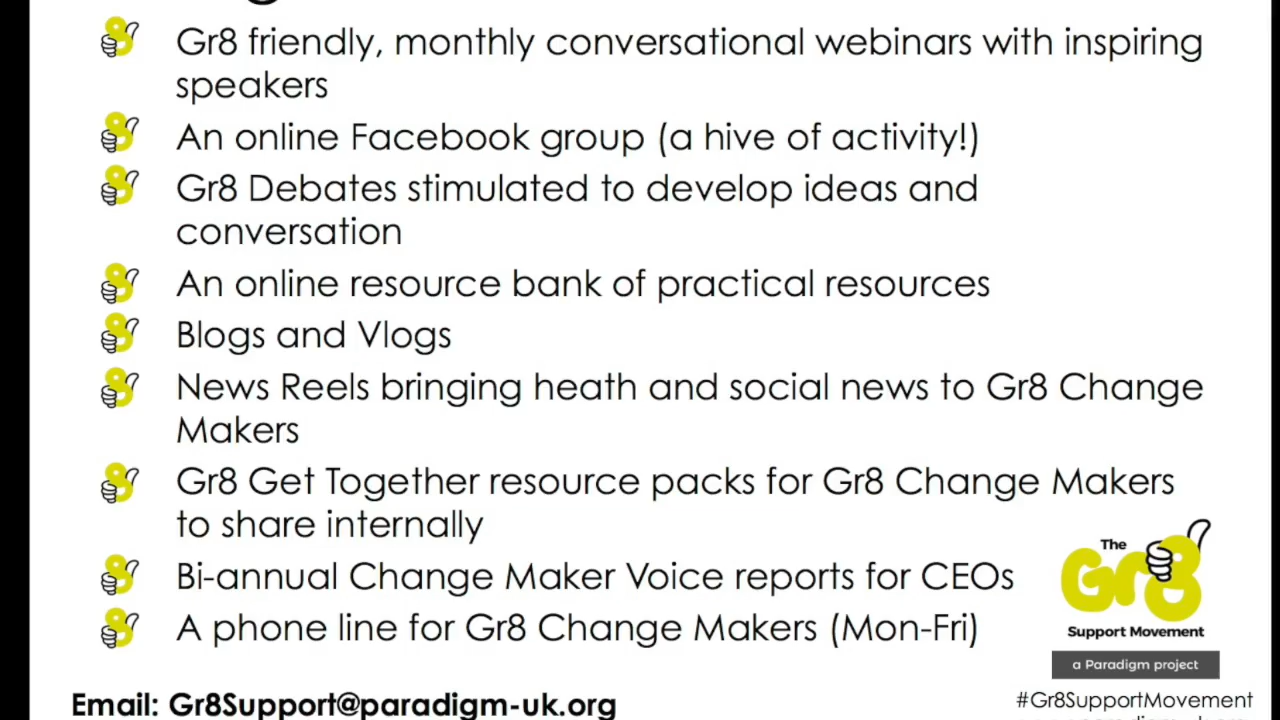 Gr8 friendly, monthly conversational webinars with inspiring
speakers
An online Facebook group (a hive of activity!)
Gr8 Debates stimulated to develop ideas and
conversation
An online resource bank of practical resources
Blogs and Vlogs
News Reels bringing heath and social news to Gr8 Change
Makers
Gr8 Get Together resource packs for Gr8 Change Makers
to share internally
Bi-annual Change Maker Voice reports for CEOs
A phone line for Gr8 Change Makers (Mon-Fri)
The
Gr8
Support Movement
a Paradigm project
Email: Gr8Support@paradigm-uk.org
#Gr8SupportMovement